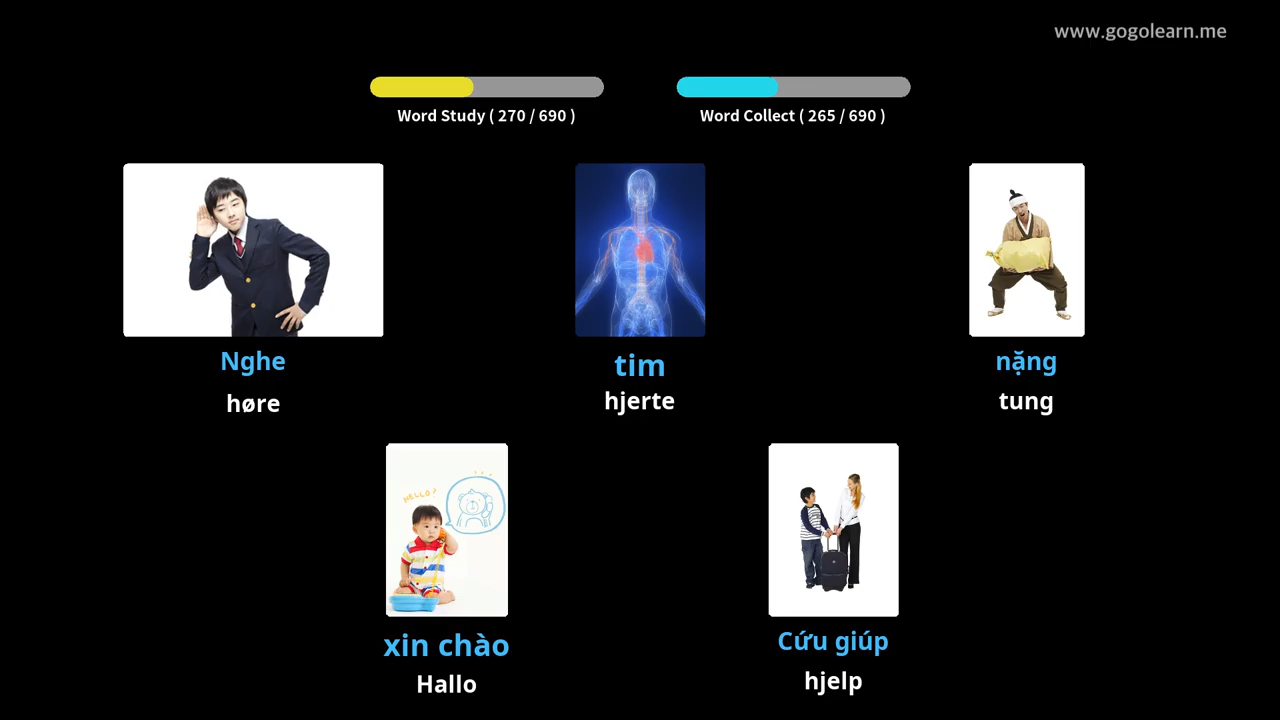 www.gogolearn.me
Word Study ( 270 / 690 )
Word Collect ( 265 / 690 )
Nghe
høre
tim
hjerte
nặng
tung
HELLO!
xin chào
Hallo
Cứu giúp
hjelp